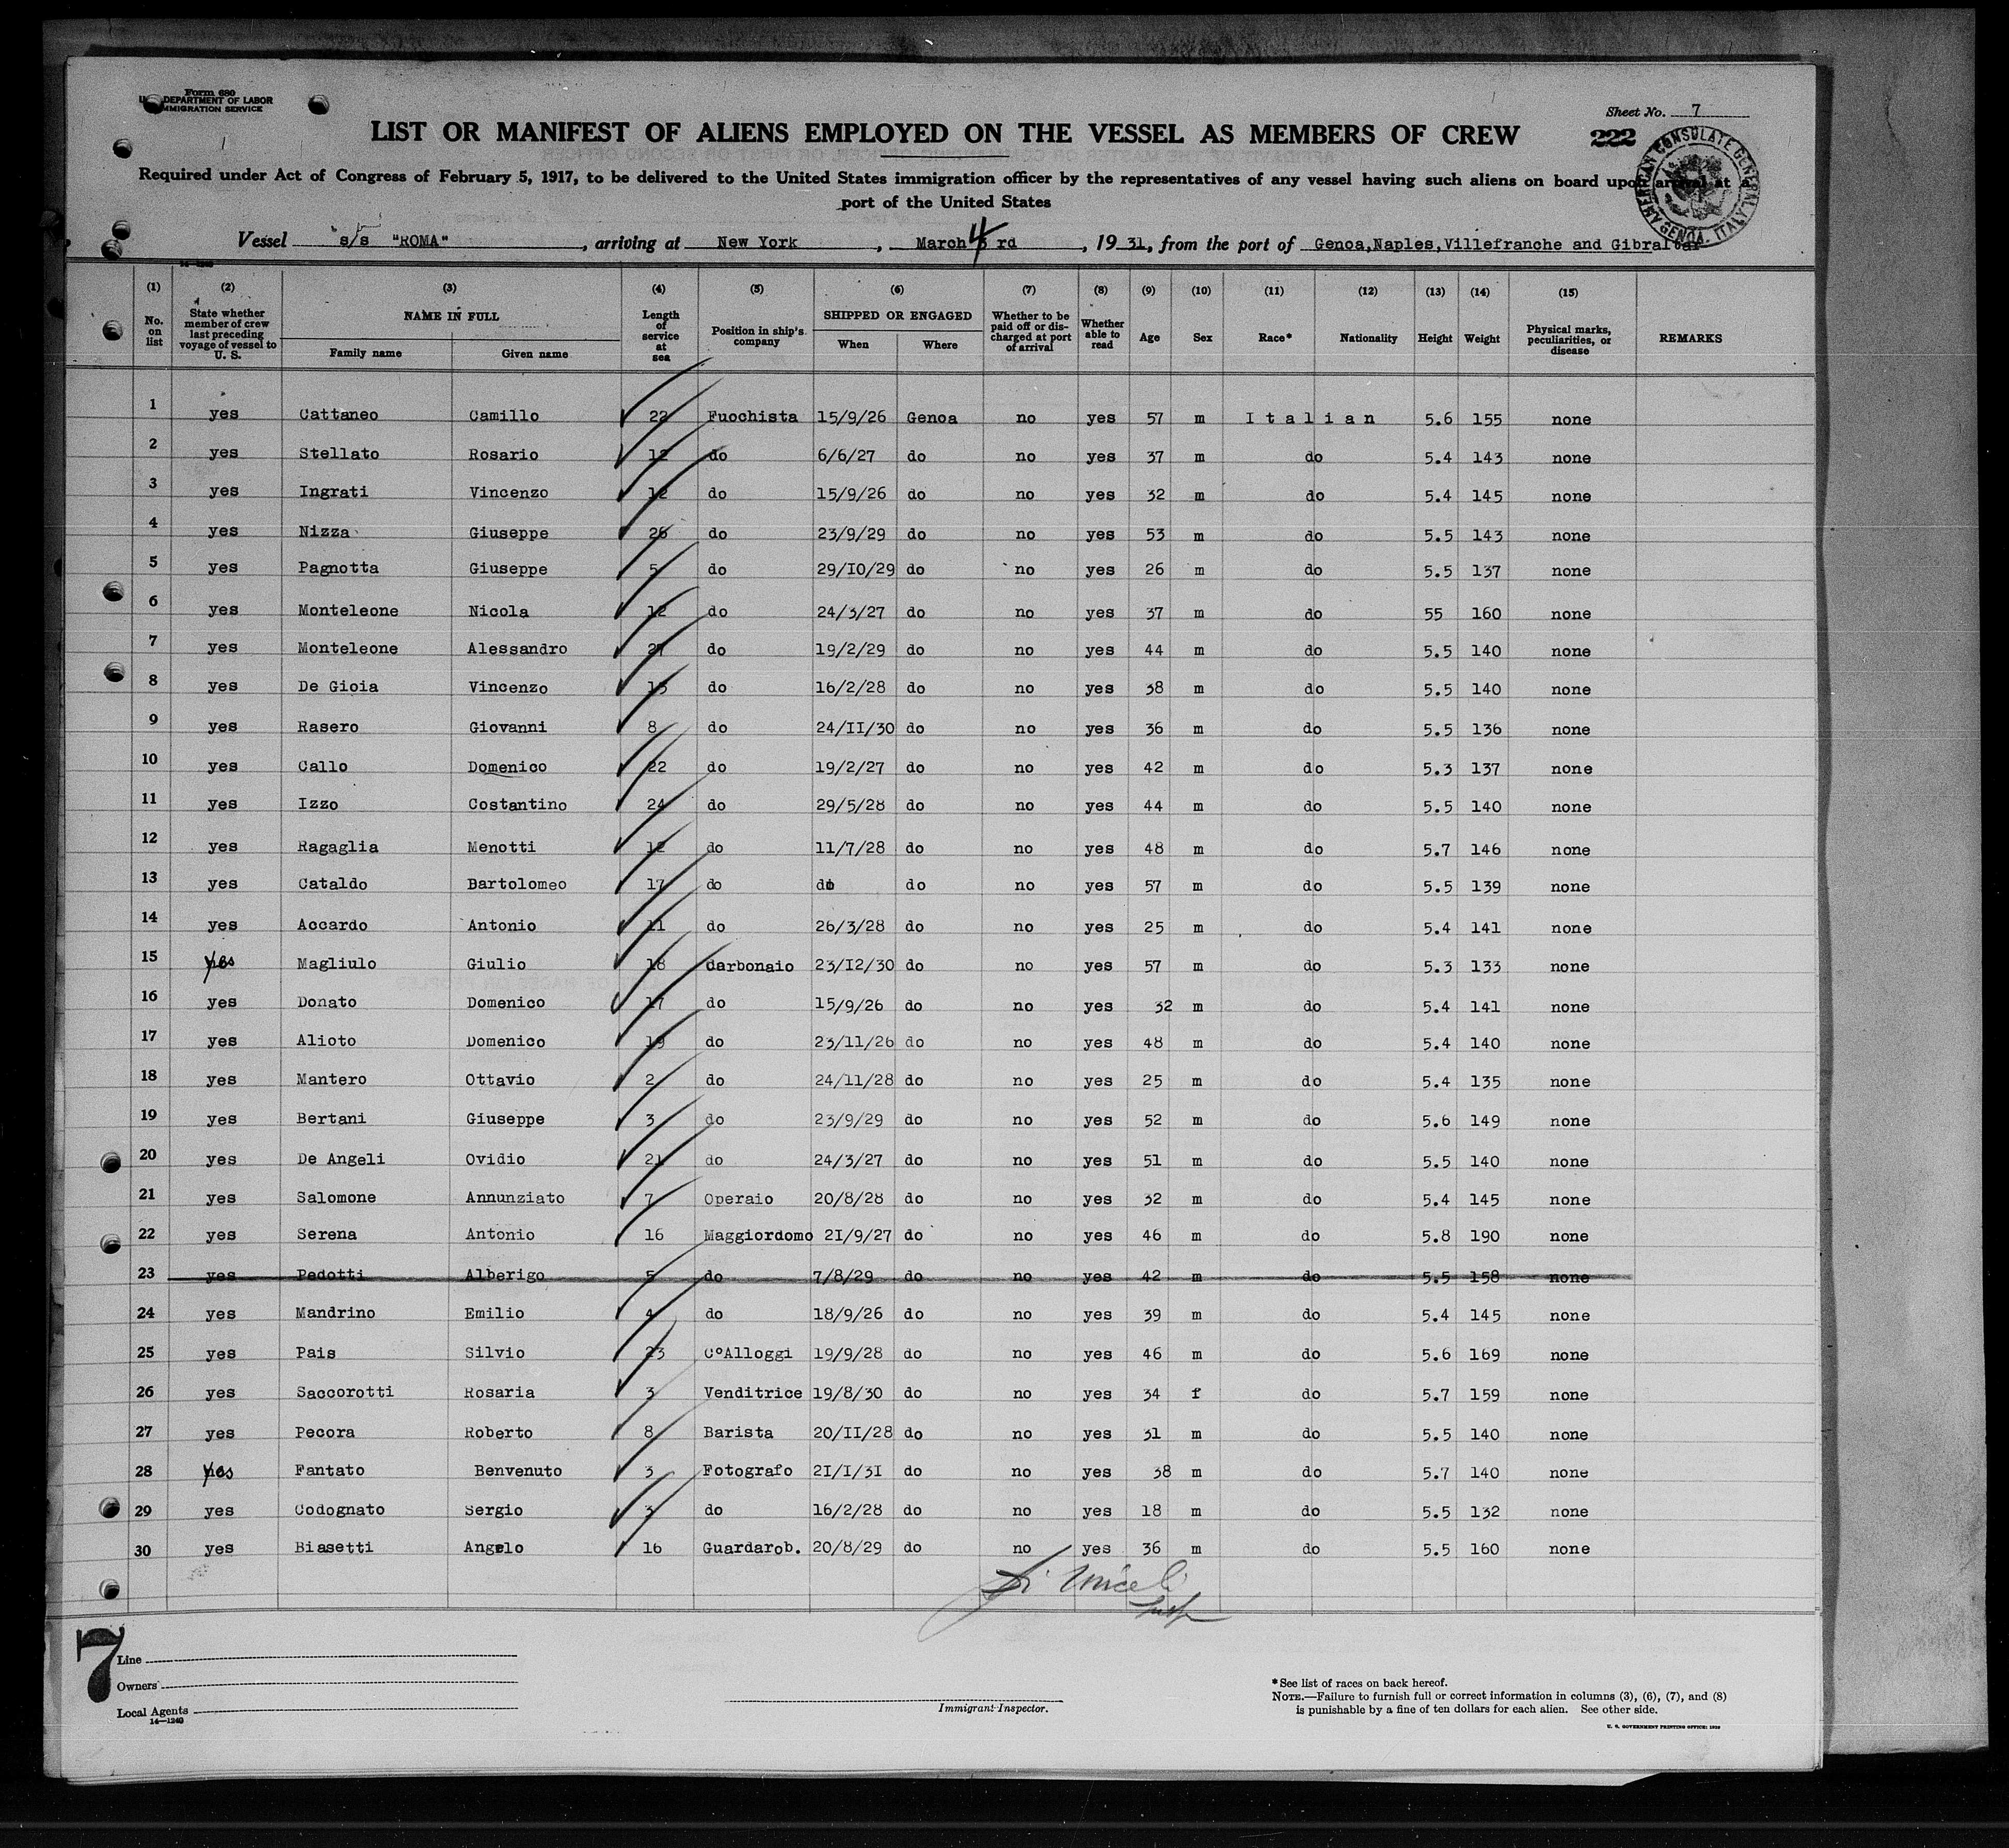 Form 680
U. S. DEPARTMENT OF LABOR
IMMIGRATION SERVICE
Sheet No. 7
LIST OR MANIFEST OF ALIENS EMPLOYED ON THE VESSEL AS MEMBERS OF CREW
222
AMERICAN CONSULATE GENERAL GENOA, ITALY
Required under Act of Congress of February 5, 1917, to be delivered to the United States immigration officer by the representatives of any vessel having such aliens on board upon arrival at a
port of the United States
Vessel s/s "ROMA", arriving at New York, March 4 rd, 1931, from the port of Genoa,Naples,Villefranche and Gibraltar
(1) (2) (3) (4) (5) (6) (7) (8) (9) (10) (11) (12) (13) (14) (15)
No. on list State whether member of crew last preceding voyage of vessel to U. S. NAME IN FULL Family name Given name Length of service at sea Position in ship's company SHIPPED OR ENGAGED When Where Whether to be paid off or discharged at port of arrival Whether able to read Age Sex Race* Nationality Height Weight Physical marks, peculiarities, or disease REMARKS
1 yes Cattaneo Camillo 22 Fuochista 15/9/26 Genoa no yes 57 m Italian 5.6 155 none
2 yes Stellato Rosario 12 do 6/6/27 do no yes 37 m do 5.4 143 none
3 yes Ingrati Vincenzo 12 do 15/9/26 do no yes 32 m do 5.4 145 none
4 yes Nizza Giuseppe 26 do 23/9/29 do no yes 53 m do 5.5 143 none
5 yes Pagnotta Giuseppe 5 do 29/IO/29 do no yes 26 m do 5.5 137 none
6 yes Monteleone Nicola 12 do 24/3/27 do no yes 37 m do 55 160 none
7 yes Monteleone Alessandro 27 do 19/2/29 do no yes 44 m do 5.5 140 none
8 yes De Gioia Vincenzo 13 do 16/2/28 do no yes 38 m do 5.5 140 none
9 yes Rasero Giovanni 8 do 24/II/30 do no yes 36 m do 5.5 136 none
10 yes Callo Domenico 22 do 19/2/27 do no yes 42 m do 5.3 137 none
11 yes Izzo Costantino 24 do 29/5/28 do no yes 44 m do 5.5 140 none
12 yes Ragaglia Menotti 12 do 11/7/28 do no yes 48 m do 5.7 146 none
13 yes Cataldo Bartolomeo 17 do do do no yes 57 m do 5.5 139 none
14 yes Accardo Antonio 11 do 26/3/28 do no yes 25 m do 5.4 141 none
15 yes Magliulo Giulio 18 Carbonaio 23/I2/30 do no yes 57 m do 5.3 133 none
16 yes Donato Domenico 17 do 15/9/26 do no yes 32 m do 5.4 141 none
17 yes Alioto Domenico 19 do 23/11/26 do no yes 48 m do 5.4 140 none
18 yes Mantero Ottavio 2 do 24/11/28 do no yes 25 m do 5.4 135 none
19 yes Bertani Giuseppe 3 do 23/9/29 do no yes 52 m do 5.6 149 none
20 yes De Angeli Ovidio 21 do 24/3/27 do no yes 51 m do 5.5 140 none
21 yes Salomone Annunziato 7 Operaio 20/8/28 do no yes 32 m do 5.4 145 none
22 yes Serena Antonio 16 Maggiordomo 2I/9/27 do no yes 46 m do 5.8 190 none
23 yes Pedotti Alberigo 5 do 7/8/29 do no yes 42 m do 5.5 158 none
24 yes Mandrino Emilio 4 do 18/9/26 do no yes 39 m do 5.4 145 none
25 yes Pais Silvio 23 C°Alloggi 19/9/28 do no yes 46 m do 5.6 169 none
26 yes Saccorotti Rosaria 3 Venditrice 19/8/30 do no yes 34 f do 5.7 159 none
27 yes Pecora Roberto 8 Barista 20/II/28 do no yes 31 m do 5.5 140 none
28 yes Fantato Benvenuto 3 Fotografo 2I/I/3I do no yes 38 m do 5.7 140 none
29 yes Codognato Sergio 3 do 16/2/28 do no yes 18 m do 5.5 132 none
30 yes Biasetti Angelo 16 Guardarob. 20/8/29 do no yes 36 m do 5.5 160 none
7
Line
Owners
Local Agents
14—1240
Immigrant Inspector.
*See list of races on back hereof.
NOTE.—Failure to furnish full or correct information in columns (3), (6), (7), and (8)
is punishable by a fine of ten dollars for each alien. See other side.
U. S. GOVERNMENT PRINTING OFFICE: 1929